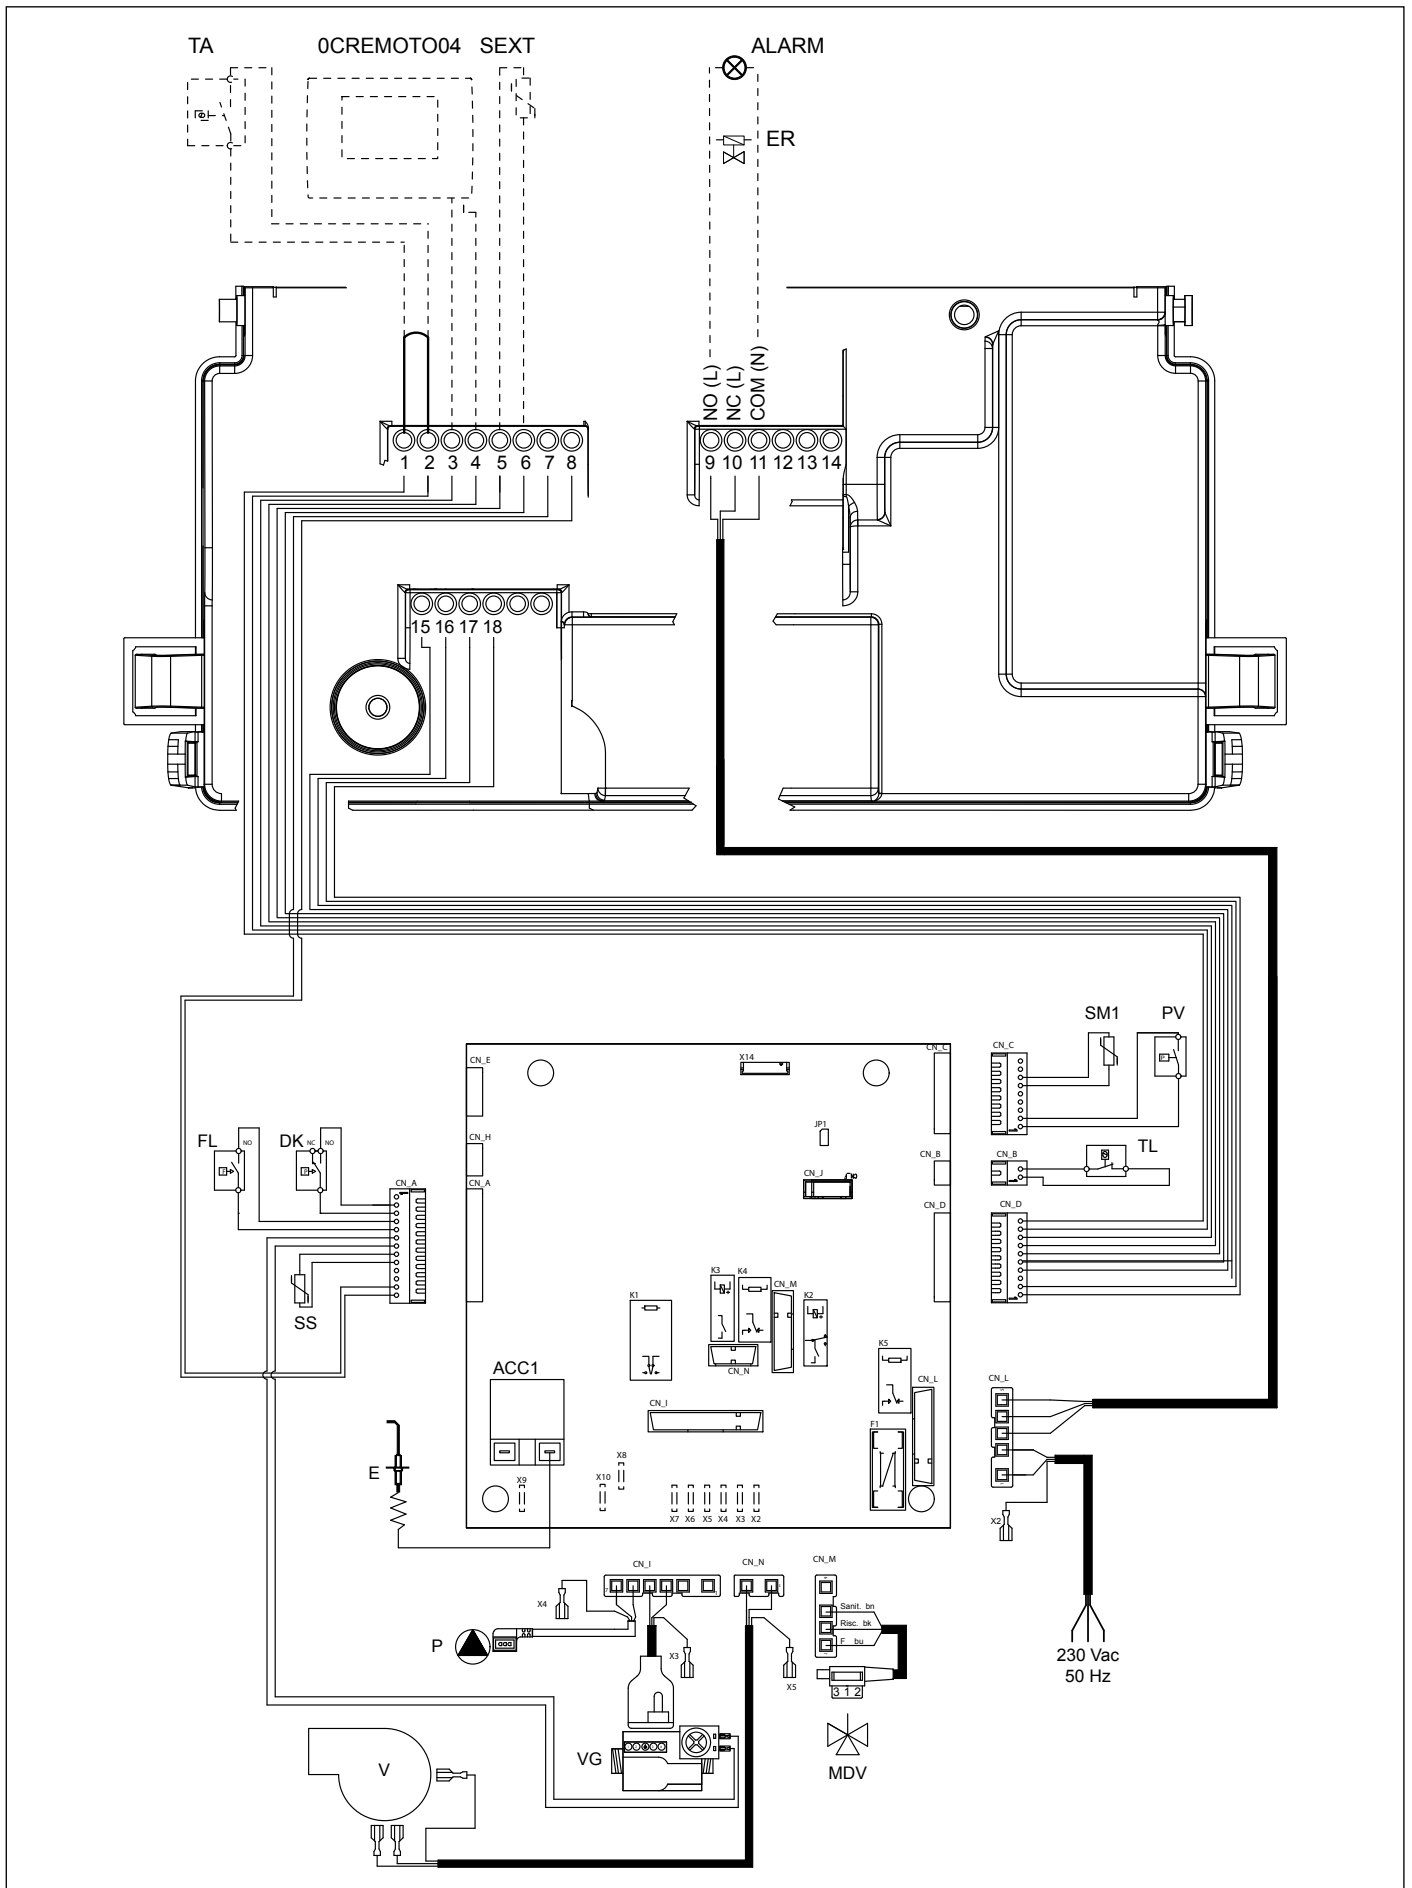 TA 0CREMOTO04 SEXT ALARM
ER
NO (L)
NC (L)
COM (N)
1 2 3 4 5 6 7 8
9 10 11 12 13 14
15 16 17 18
SM1 PV
CN_E X14 CN_C CN_C
FL NO DK NC NO
JP1
TL
CN_H CN_B CN_B
CN_A CN_A CN_J CN_D CN_D
SS
K3 K4 CN_M
K1 K2
K5
CN_N
ACC1 CN_L CN_L
CN_I
F1
E
X8
X9 X10
X7 X6 X5 X4 X3 X2
X2
CN_I CN_N CN_M
X4
Sanit. bn
Risc. bk
F bu
P
X3
X5
230 Vac
50 Hz
3 1 2
VG
V
MDV